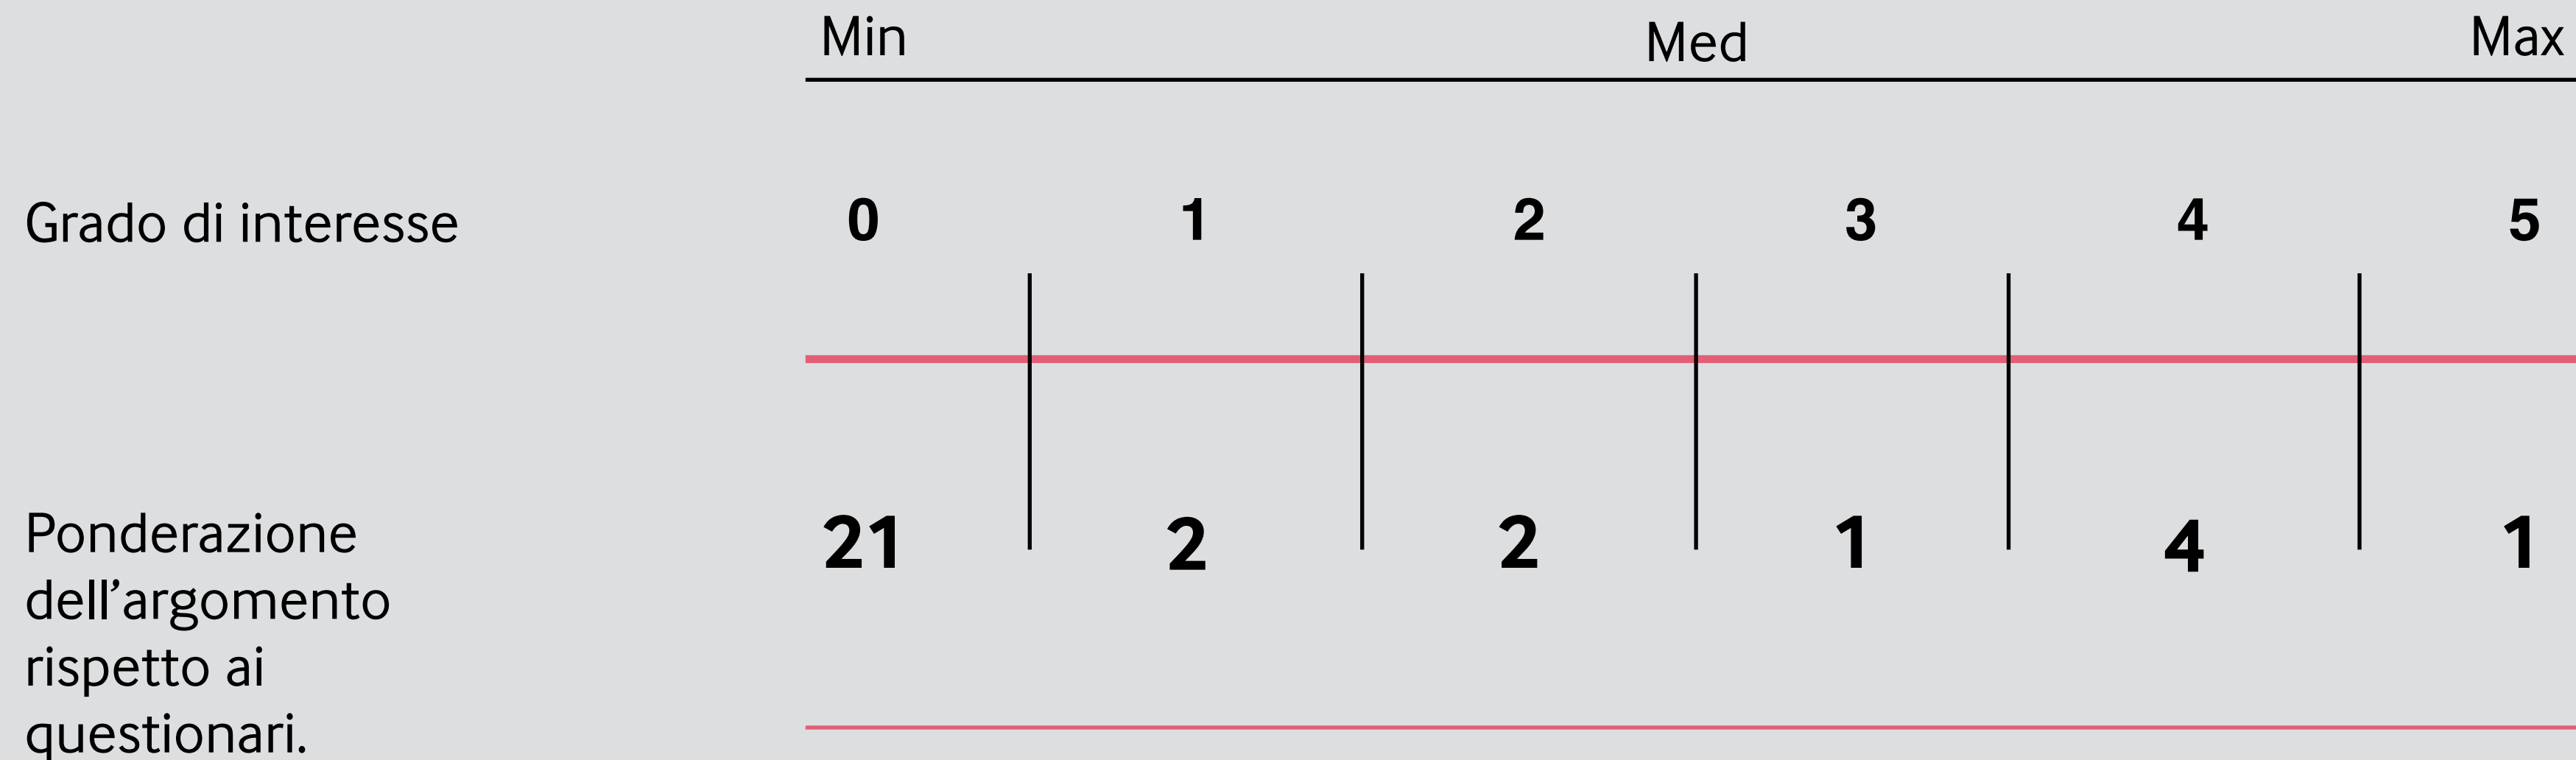 Min Med Max
Grado di interesse 0 1 2 3 4 5
Ponderazione 21 2 2 1 4 1
dell’argomento
rispetto ai
questionari.